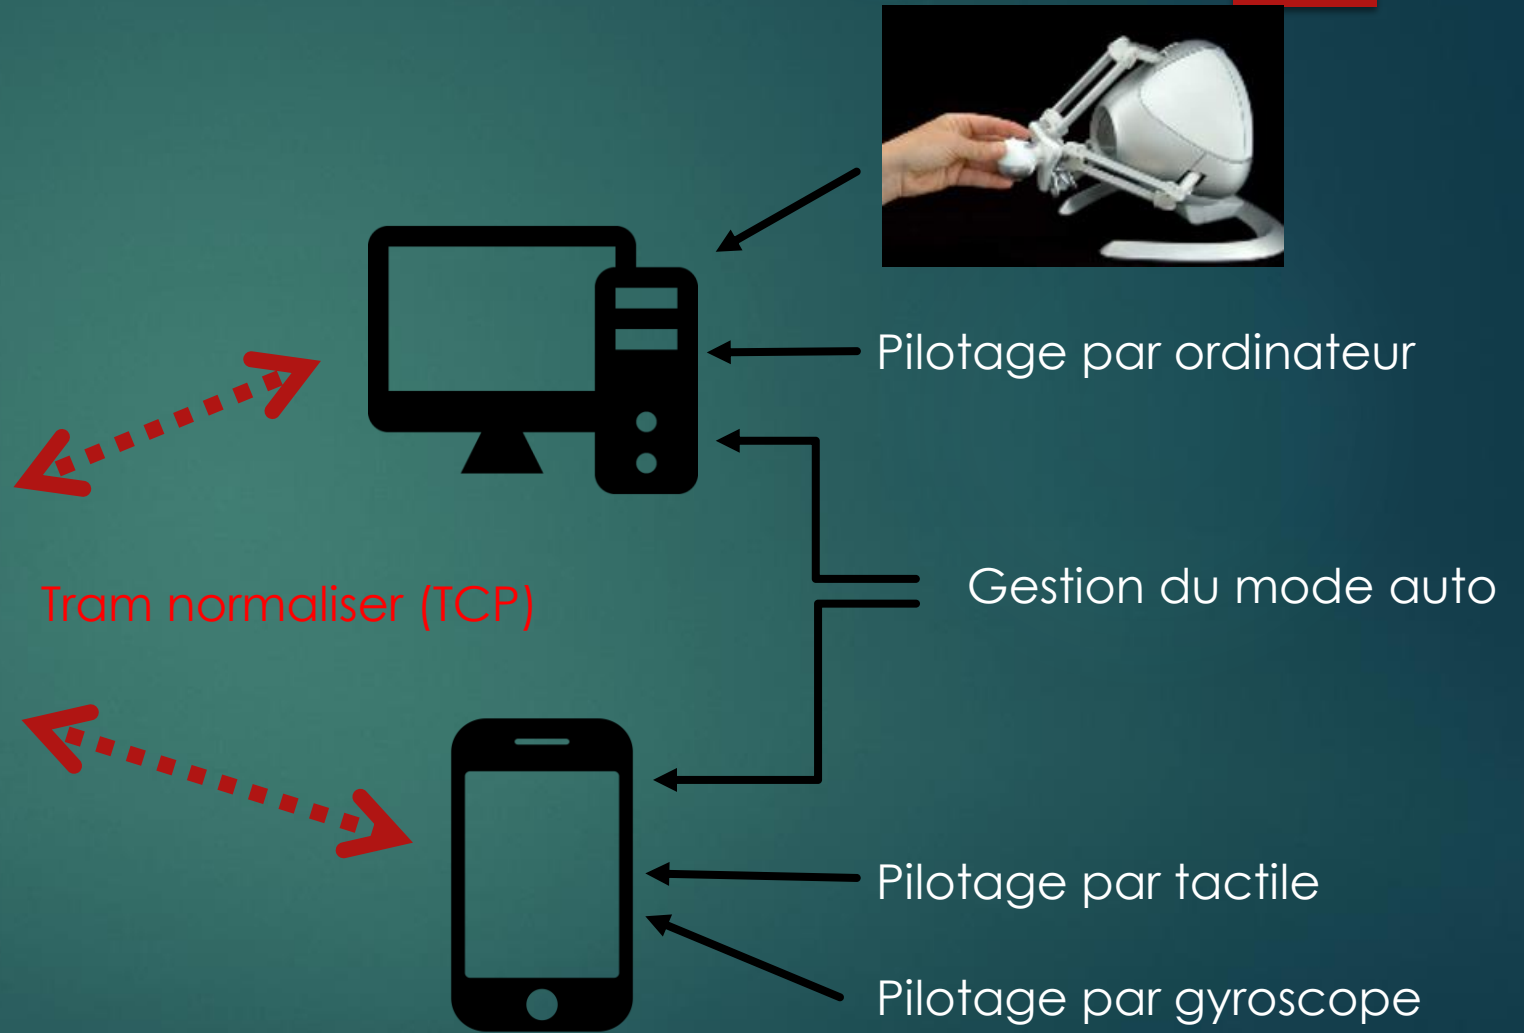 Pilotage par ordinateur
Gestion du mode auto
Tram normaliser (TCP)
Pilotage par tactile
Pilotage par gyroscope